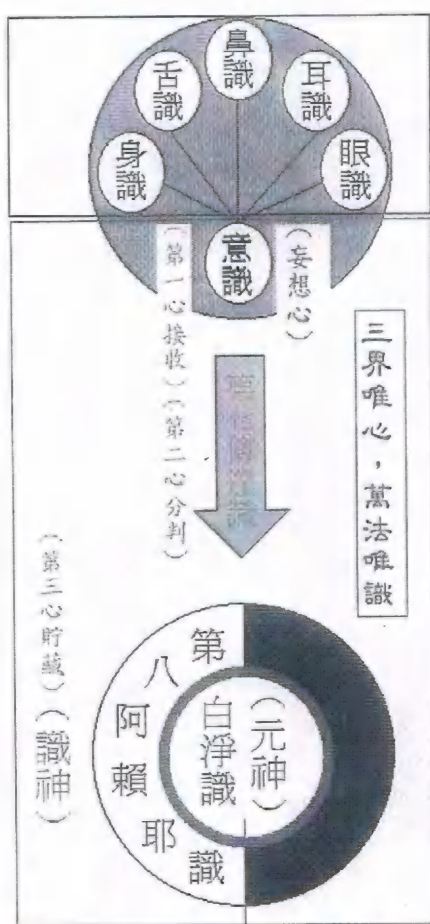 鼻識
舌識
耳識
身識
眼識
意識
(妄想心)
(第一心接收)(第二心分判)
三界唯心，萬法唯識
(第三心貯藏)(識神)
第八阿賴耶識
(元神)
白淨識